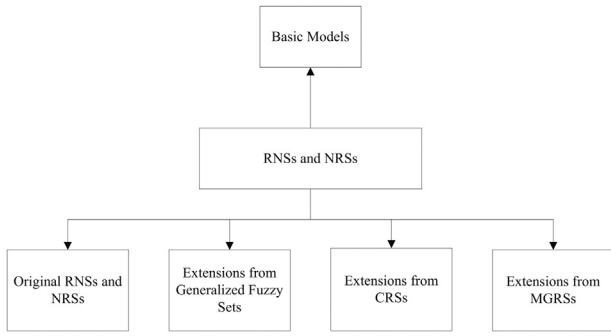 Basic Models
RNSs and NRSs
Original RNSs and
NRSs
Extensions from
Generalized Fuzzy
Sets
Extensions from
CRSs
Extensions from
MGRSs